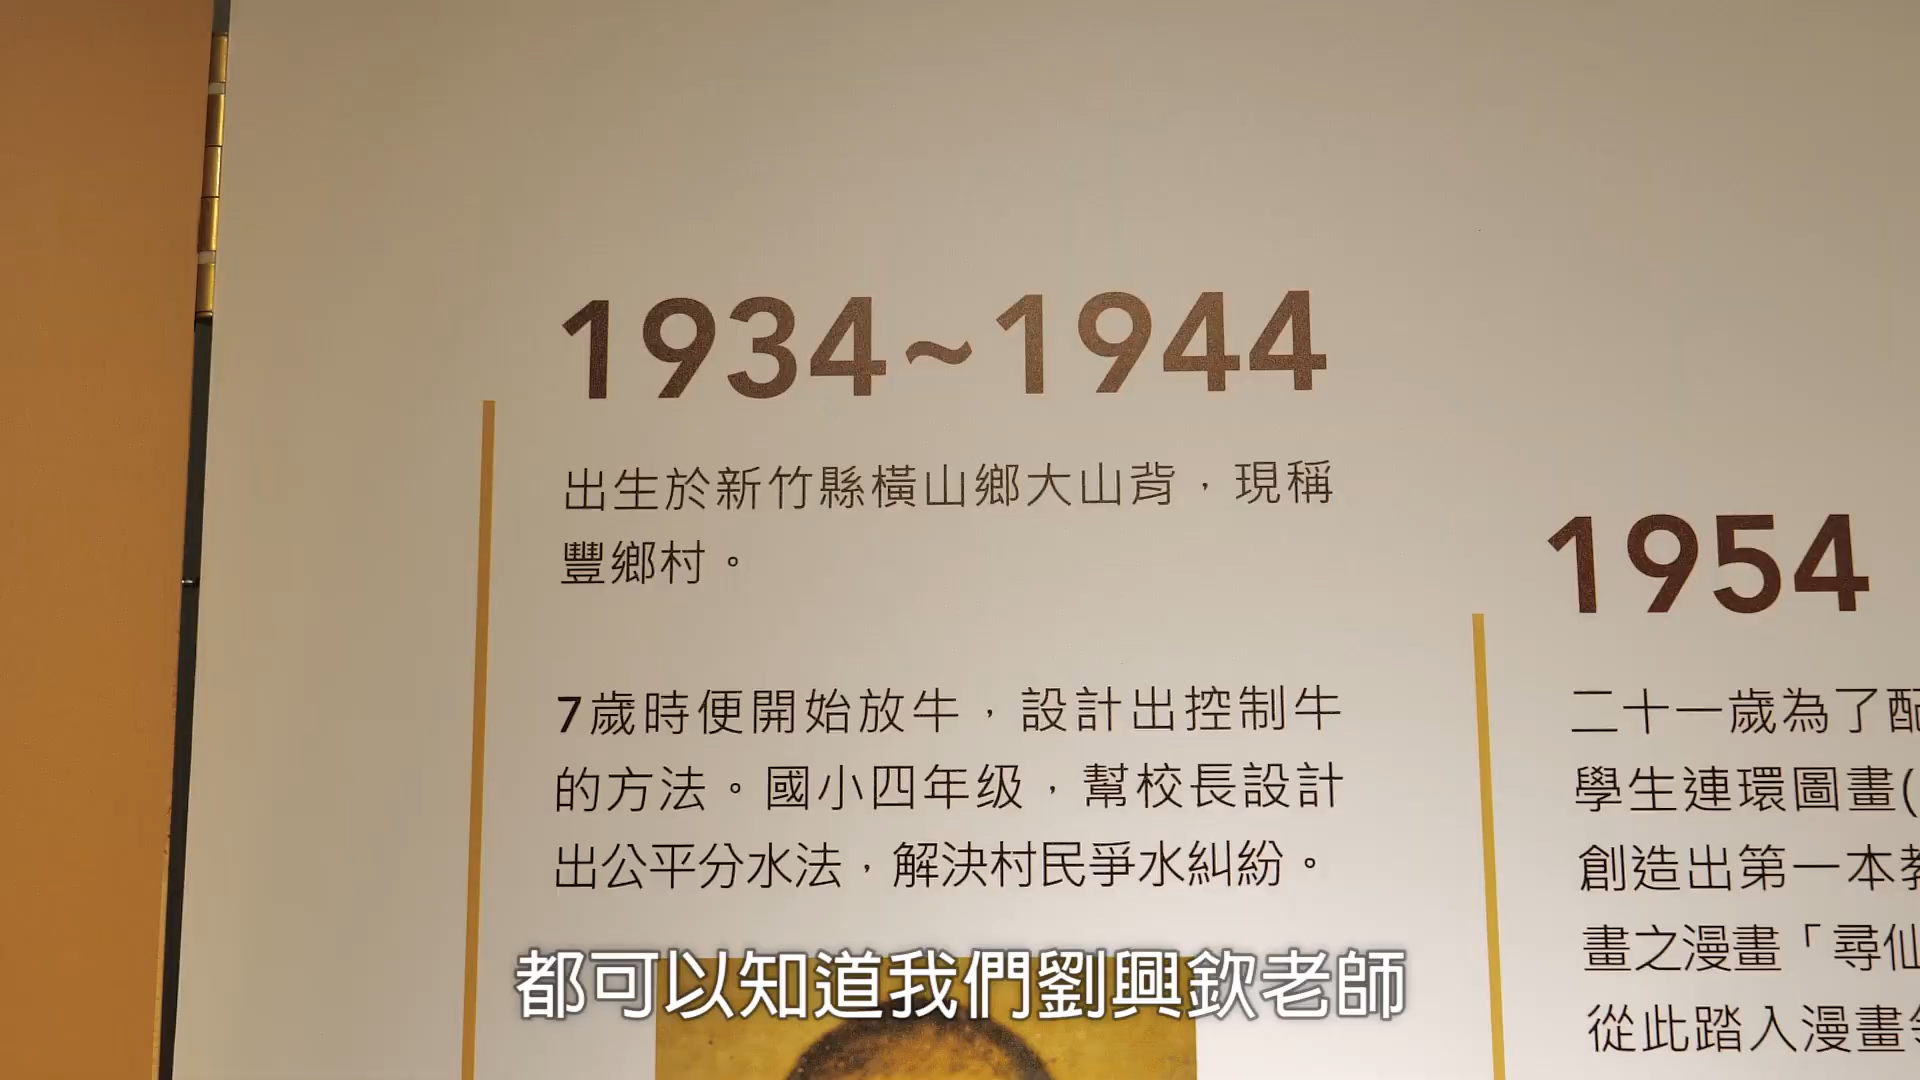 1934~1944
出生於新竹縣橫山鄉大山背，現稱
豐鄉村。
7歲時便開始放牛，設計出控制牛
的方法。國小四年级，幫校長設計
出公平分水法，解決村民爭水糾紛。
1954
二十一歲為了配
學生連環圖畫(
創造出第一本教
畫之漫畫「尋仙
從此踏入漫畫
都可以知道我們劉興欽老師